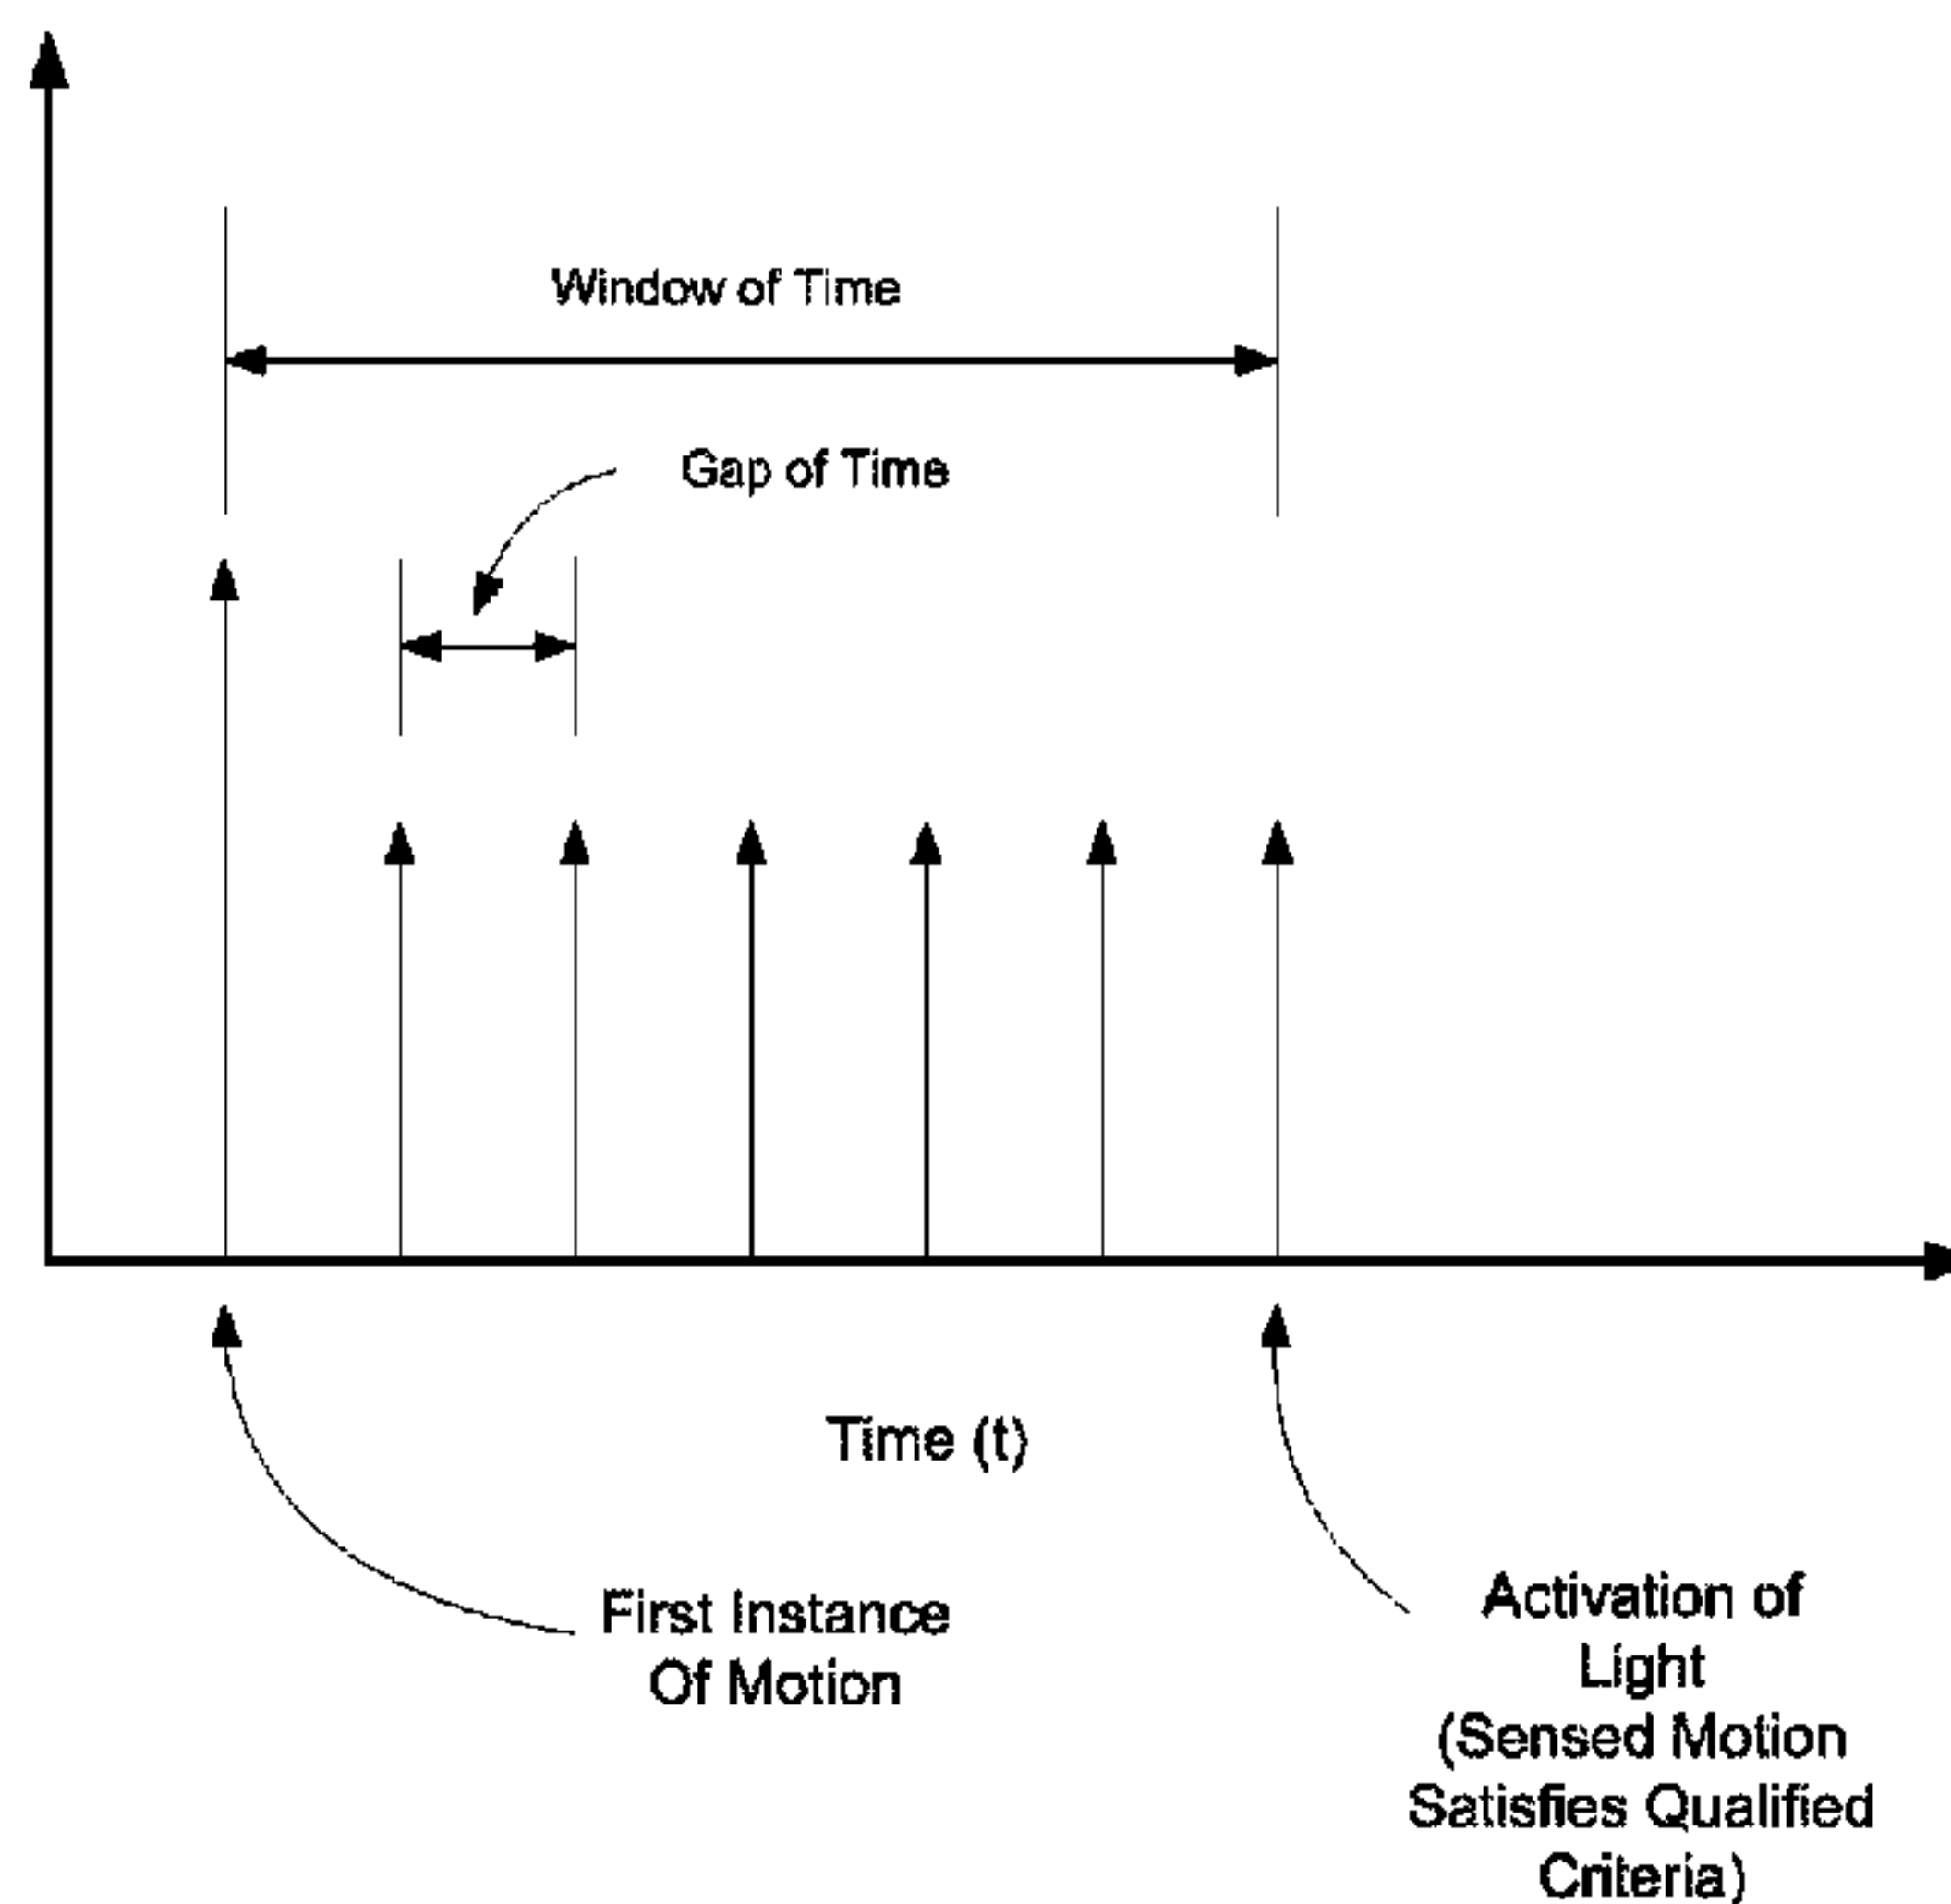 Window of Time
Gap of Time
Time (t)
First Instance
Of Motion
Activation of
Light
(Sensed Motion
Satisfies Qualified
Criteria)